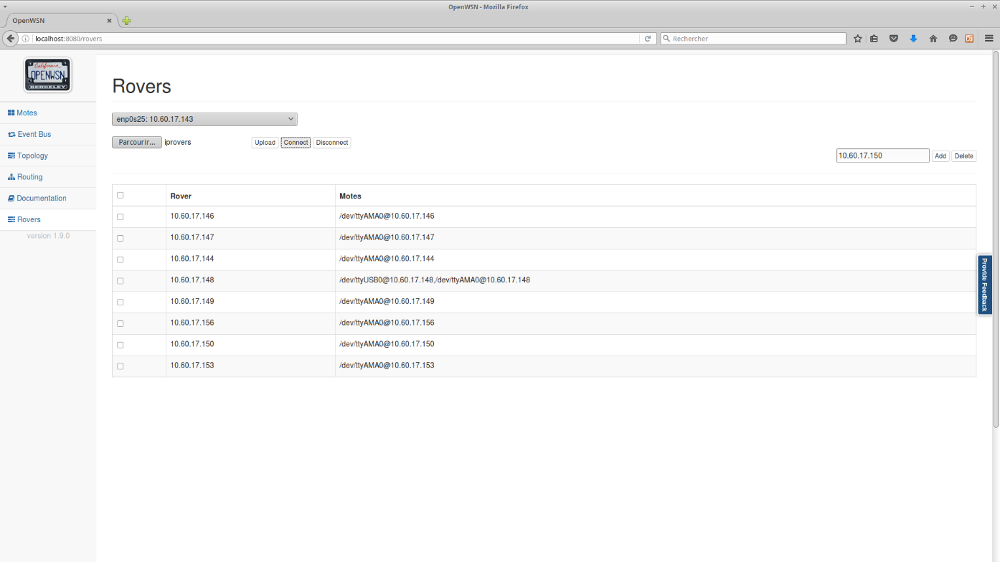 OpenWSN - Mozilla Firefox
OpenWSN
localhost:8080/rovers
Rechercher
California
OPENWSN
BERKELEY
Motes
Event Bus
Topology
Routing
Documentation
Rovers
version 1.9.0
Rovers
enp0s25: 10.60.17.143
Parcourir... iprovers Upload Connect Disconnect
10.60.17.150 Add Delete
Rover Motes
10.60.17.146 /dev/ttyAMA0@10.60.17.146
10.60.17.147 /dev/ttyAMA0@10.60.17.147
10.60.17.144 /dev/ttyAMA0@10.60.17.144
10.60.17.148 /dev/ttyUSB0@10.60.17.148,/dev/ttyAMA0@10.60.17.148
10.60.17.149 /dev/ttyAMA0@10.60.17.149
10.60.17.156 /dev/ttyAMA0@10.60.17.156
10.60.17.150 /dev/ttyAMA0@10.60.17.150
10.60.17.153 /dev/ttyAMA0@10.60.17.153
Provide Feedback